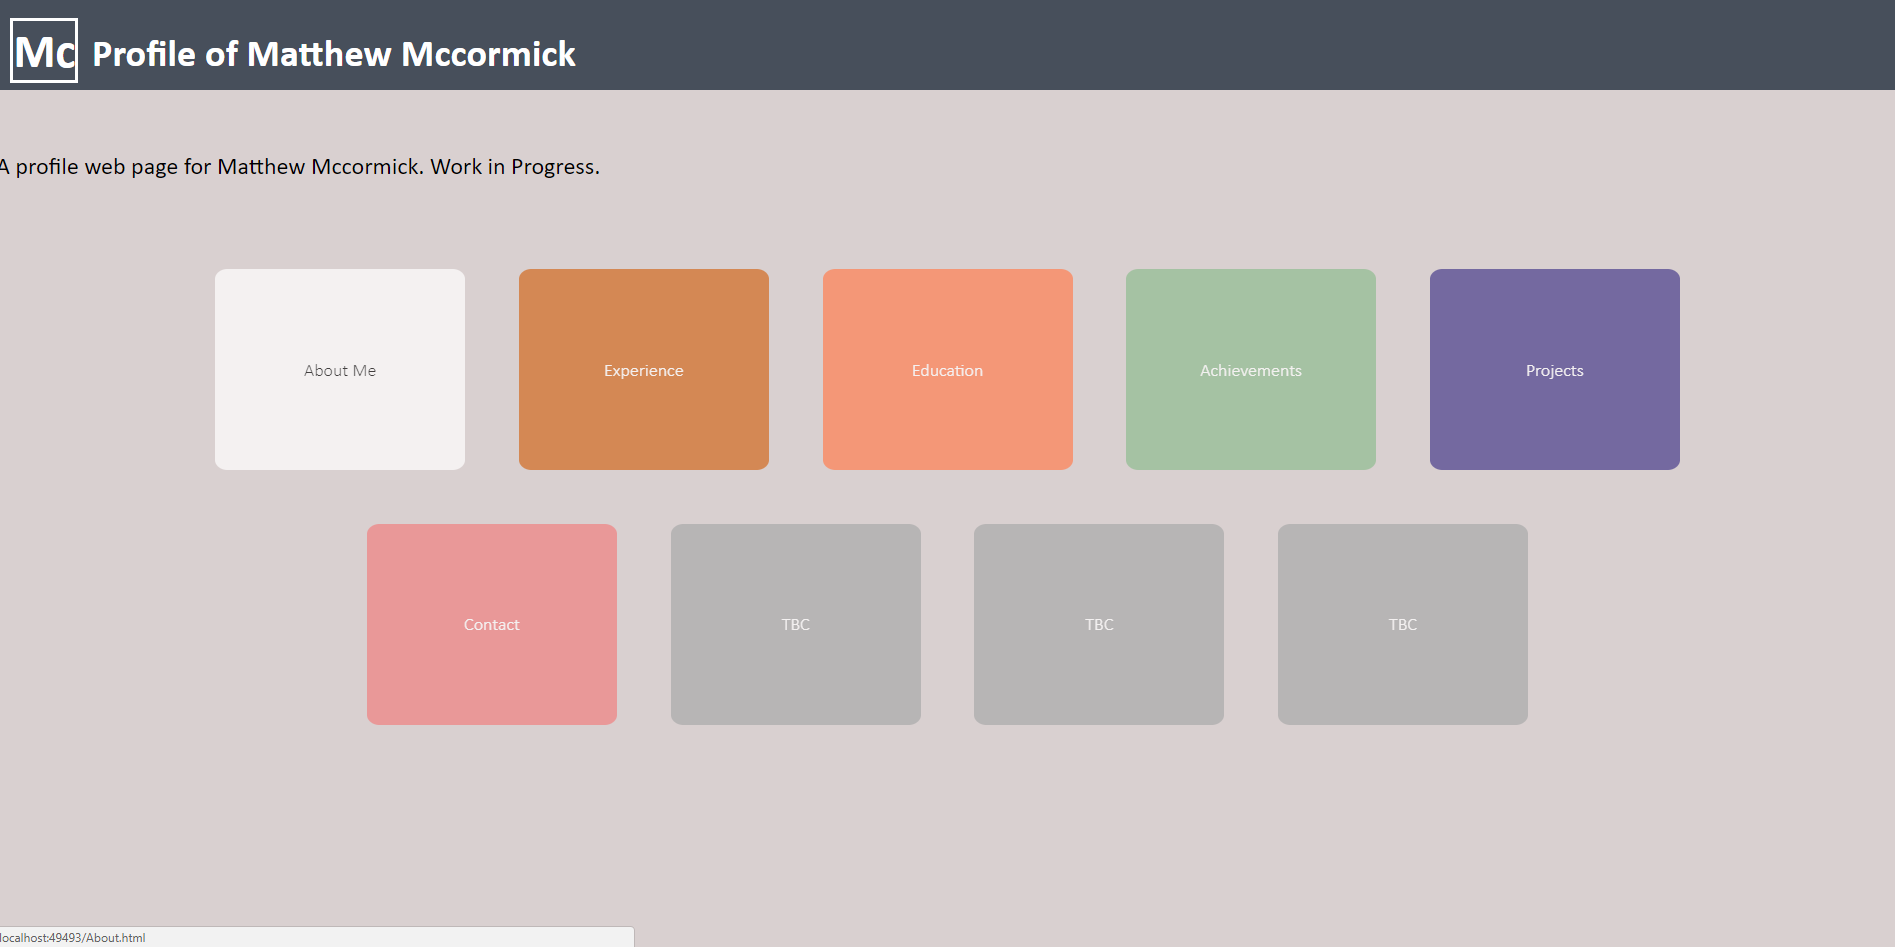 Mc Profile of Matthew Mccormick
A profile web page for Matthew Mccormick. Work in Progress.
About Me
Experience
Education
Achievements
Projects
Contact
TBC
TBC
TBC
localhost:49493/About.html